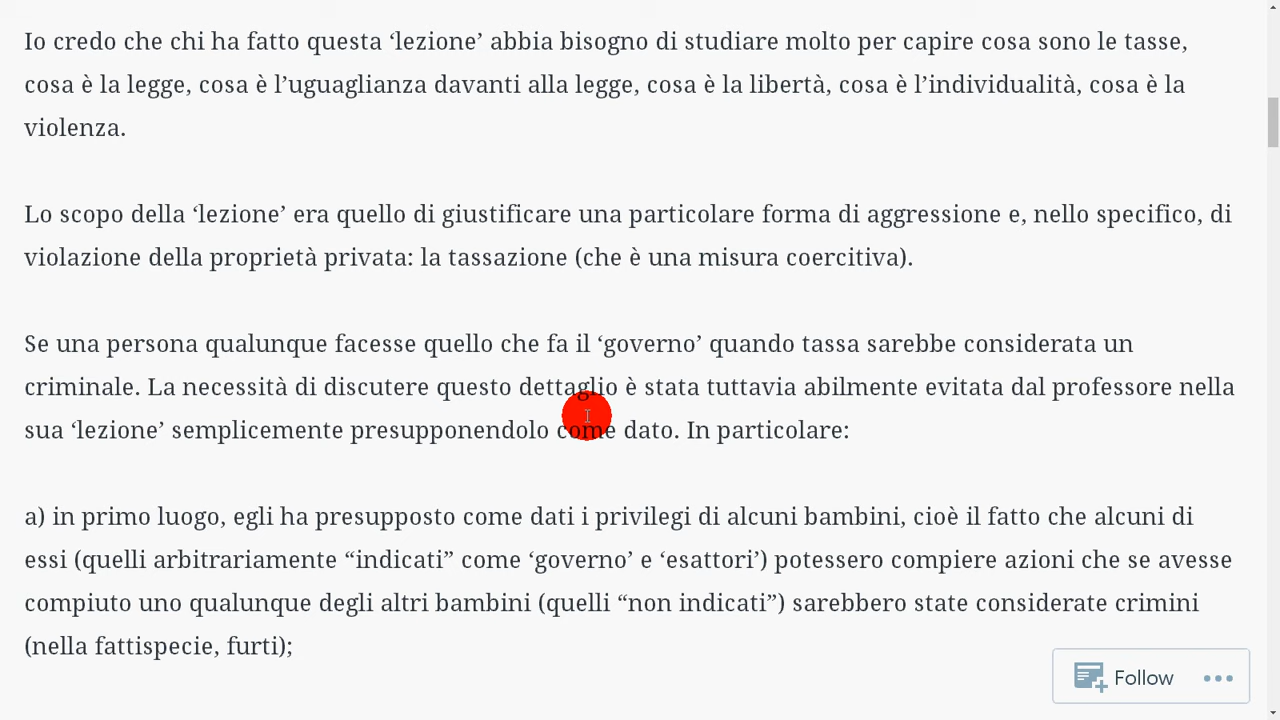 Io credo che chi ha fatto questa ‘lezione’ abbia bisogno di studiare molto per capire cosa sono le tasse,
cosa è la legge, cosa è l’uguaglianza davanti alla legge, cosa è la libertà, cosa è l’individualità, cosa è la
violenza.
Lo scopo della ‘lezione’ era quello di giustificare una particolare forma di aggressione e, nello specifico, di
violazione della proprietà privata: la tassazione (che è una misura coercitiva).
Se una persona qualunque facesse quello che fa il ‘governo’ quando tassa sarebbe considerata un
criminale. La necessità di discutere questo dettaglio è stata tuttavia abilmente evitata dal professore nella
sua ‘lezione’ semplicemente presupponendolo come dato. In particolare:
a) in primo luogo, egli ha presupposto come dati i privilegi di alcuni bambini, cioè il fatto che alcuni di
essi (quelli arbitrariamente “indicati” come ‘governo’ e ‘esattori’) potessero compiere azioni che se avesse
compiuto uno qualunque degli altri bambini (quelli “non indicati”) sarebbero state considerate crimini
(nella fattispecie, furti);
Follow